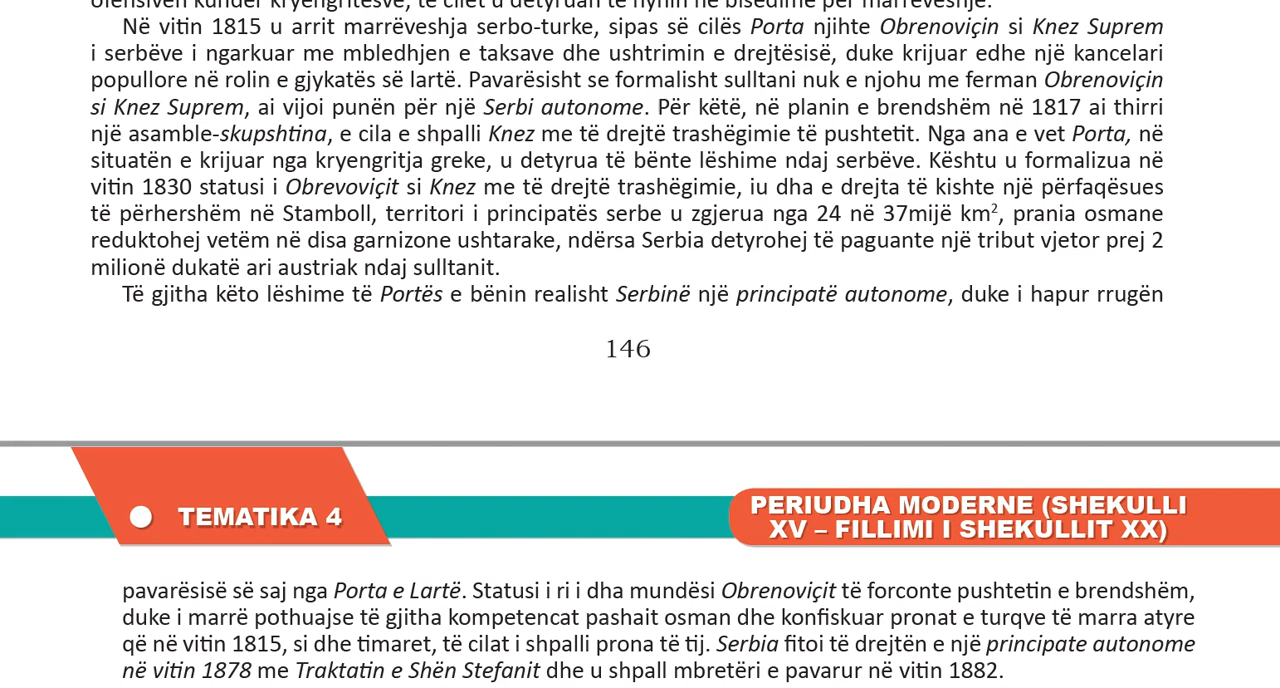 ofensivën kundër kryengritësve, të cilët u detyruan të hynin në bisedime për marrëveshje.
Në vitin 1815 u arrit marrëveshja serbo-turke, sipas së cilës Porta njihte Obrenoviçin si Knez Suprem
i serbëve i ngarkuar me mbledhjen e taksave dhe ushtrimin e drejtësisë, duke krijuar edhe një kancelari
popullore në rolin e gjykatës së lartë. Pavarësisht se formalisht sulltani nuk e njohu me ferman Obrenoviçin
si Knez Suprem, ai vijoi punën për një Serbi autonome. Për këtë, në planin e brendshëm në 1817 ai thirri
një asamble-skupshtina, e cila e shpalli Knez me të drejtë trashëgimie të pushtetit. Nga ana e vet Porta, në
situatën e krijuar nga kryengritja greke, u detyrua të bënte lëshime ndaj serbëve. Kështu u formalizua në
vitin 1830 statusi i Obrevoviçit si Knez me të drejtë trashëgimie, iu dha e drejta të kishte një përfaqësues
të përhershëm në Stamboll, territori i principatës serbe u zgjerua nga 24 në 37mijë km², prania osmane
reduktohej vetëm në disa garnizone ushtarake, ndërsa Serbia detyrohej të paguante një tribut vjetor prej 2
milionë dukatë ari austriak ndaj sulltanit.
Të gjitha këto lëshime të Portës e bënin realisht Serbinë një principatë autonome, duke i hapur rrugën
146
TEMATIKA 4
PERIUDHA MODERNE (SHEKULLI
XV – FILLIMI I SHEKULLIT XX)
pavarësisë së saj nga Porta e Lartë. Statusi i ri i dha mundësi Obrenoviçit të forconte pushtetin e brendshëm,
duke i marrë pothuajse të gjitha kompetencat pashait osman dhe konfiskuar pronat e turqve të marra atyre
që në vitin 1815, si dhe timaret, të cilat i shpalli prona të tij. Serbia fitoi të drejtën e një principate autonome
në vitin 1878 me Traktatin e Shën Stefanit dhe u shpall mbretëri e pavarur në vitin 1882.